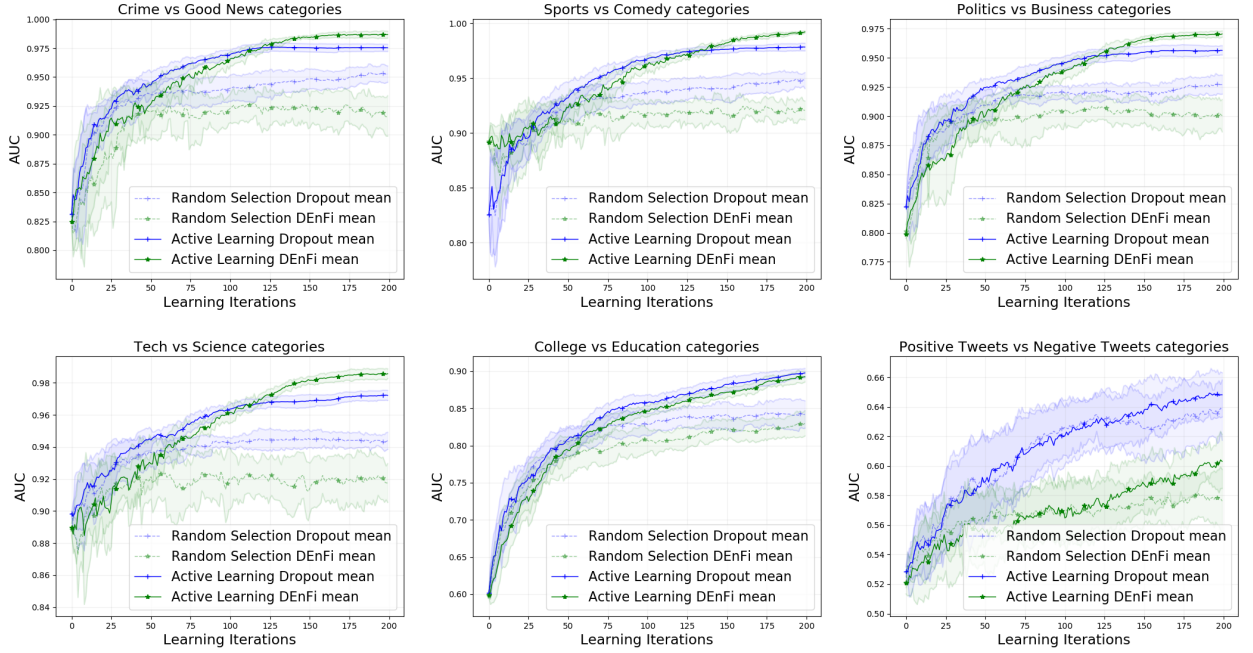 Crime vs Good News categories
1.000
0.975
0.950
0.925
0.900
0.875
0.850
0.825
0.800
AUC
Random Selection Dropout mean
Random Selection DEnFi mean
Active Learning Dropout mean
Active Learning DEnFi mean
0 25 50 75 100 125 150 175 200
Learning Iterations
Sports vs Comedy categories
1.00
0.95
0.90
0.85
0.80
AUC
Random Selection Dropout mean
Random Selection DEnFi mean
Active Learning Dropout mean
Active Learning DEnFi mean
0 25 50 75 100 125 150 175 200
Learning Iterations
Politics vs Business categories
0.975
0.950
0.925
0.900
0.875
0.850
0.825
0.800
0.775
AUC
Random Selection Dropout mean
Random Selection DEnFi mean
Active Learning Dropout mean
Active Learning DEnFi mean
0 25 50 75 100 125 150 175 200
Learning Iterations
Tech vs Science categories
0.98
0.96
0.94
0.92
0.90
0.88
0.86
0.84
AUC
Random Selection Dropout mean
Random Selection DEnFi mean
Active Learning Dropout mean
Active Learning DEnFi mean
0 25 50 75 100 125 150 175 200
Learning Iterations
College vs Education categories
0.90
0.85
0.80
0.75
0.70
0.65
0.60
AUC
Random Selection Dropout mean
Random Selection DEnFi mean
Active Learning Dropout mean
Active Learning DEnFi mean
0 25 50 75 100 125 150 175 200
Learning Iterations
Positive Tweets vs Negative Tweets categories
0.66
0.64
0.62
0.60
0.58
0.56
0.54
0.52
0.50
AUC
Random Selection Dropout mean
Random Selection DEnFi mean
Active Learning Dropout mean
Active Learning DEnFi mean
0 25 50 75 100 125 150 175 200
Learning Iterations